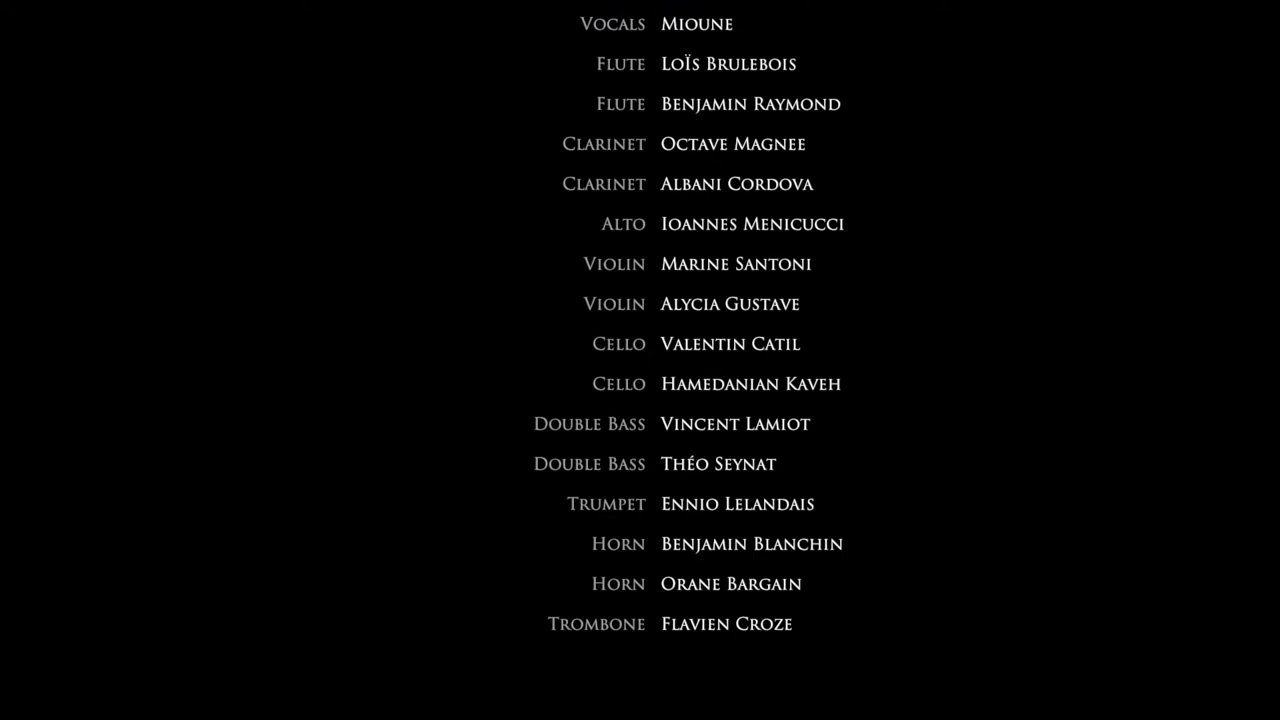 Vocals Mioune
Flute Loïs Brulebois
Flute Benjamin Raymond
Clarinet Octave Magnee
Clarinet Albani Cordova
Alto Ioannes Menicucci
Violin Marine Santoni
Violin Alycia Gustave
Cello Valentin Catil
Cello Hamedanian Kaveh
Double Bass Vincent Lamiot
Double Bass Théo Seynat
Trumpet Ennio Lelandais
Horn Benjamin Blanchin
Horn Orane Bargain
Trombone Flavien Croze